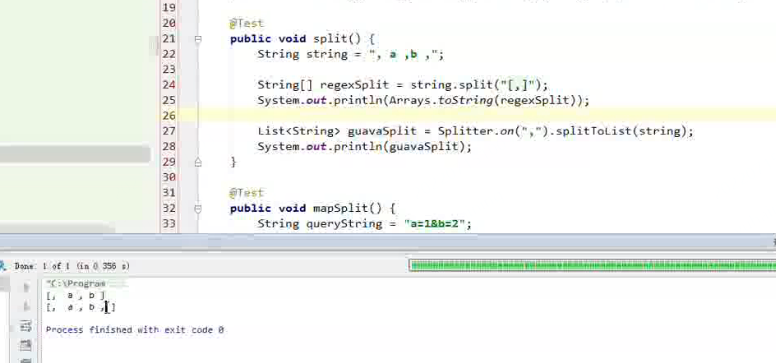 19
20 @Test
21 public void split() {
22 String string = ", a ,b ,";
23
24 String[] regexSplit = string.split("[,]");
25 System.out.println(Arrays.toString(regexSplit));
26
27 List<String> guavaSplit = Splitter.on(",").splitToList(string);
28 System.out.println(guavaSplit);
29 }
30
31 @Test
32 public void mapSplit() {
33 String queryString = "a=1&b=2";
Done: 1 of 1 (in 0.356 s)
"C:\Program
[, a , b ]
[, a , b , ]
Process finished with exit code 0